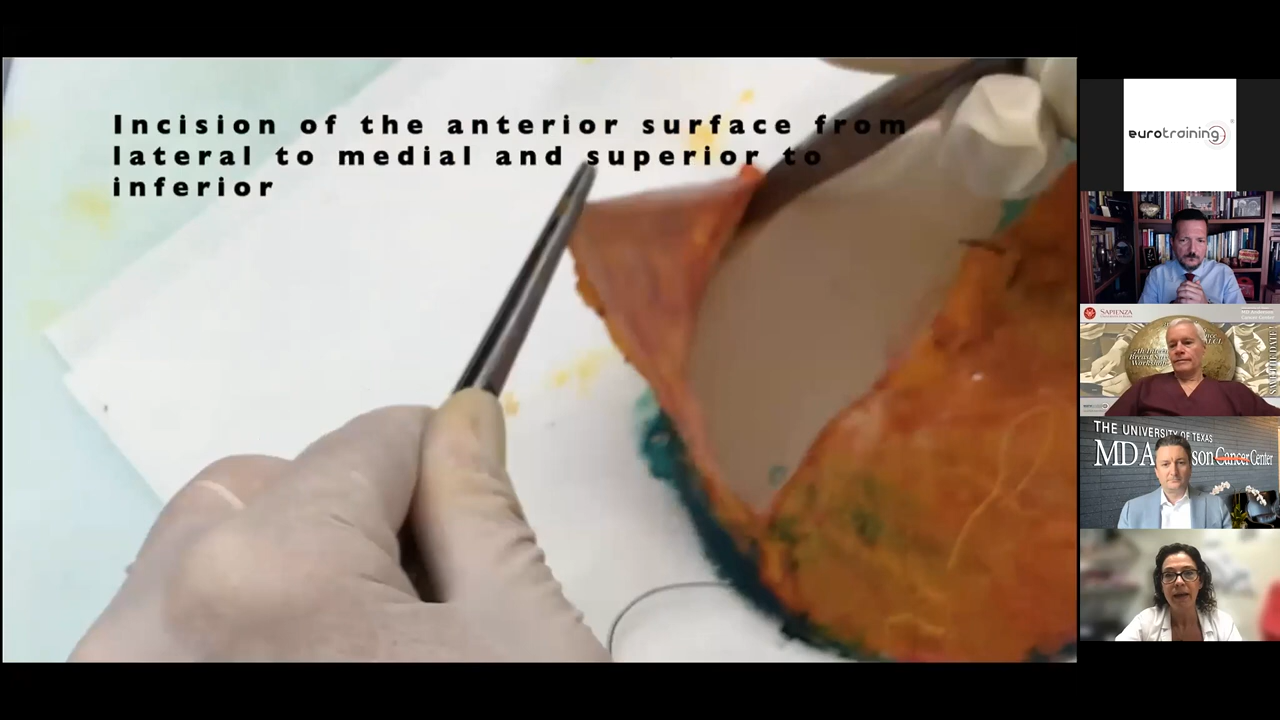 Incision of the anterior surface from
lateral to medial and superior to
inferior
eurotraining
SAPIENZA
THE UNIVERSITY OF TEXAS
MD A son Cancer Center